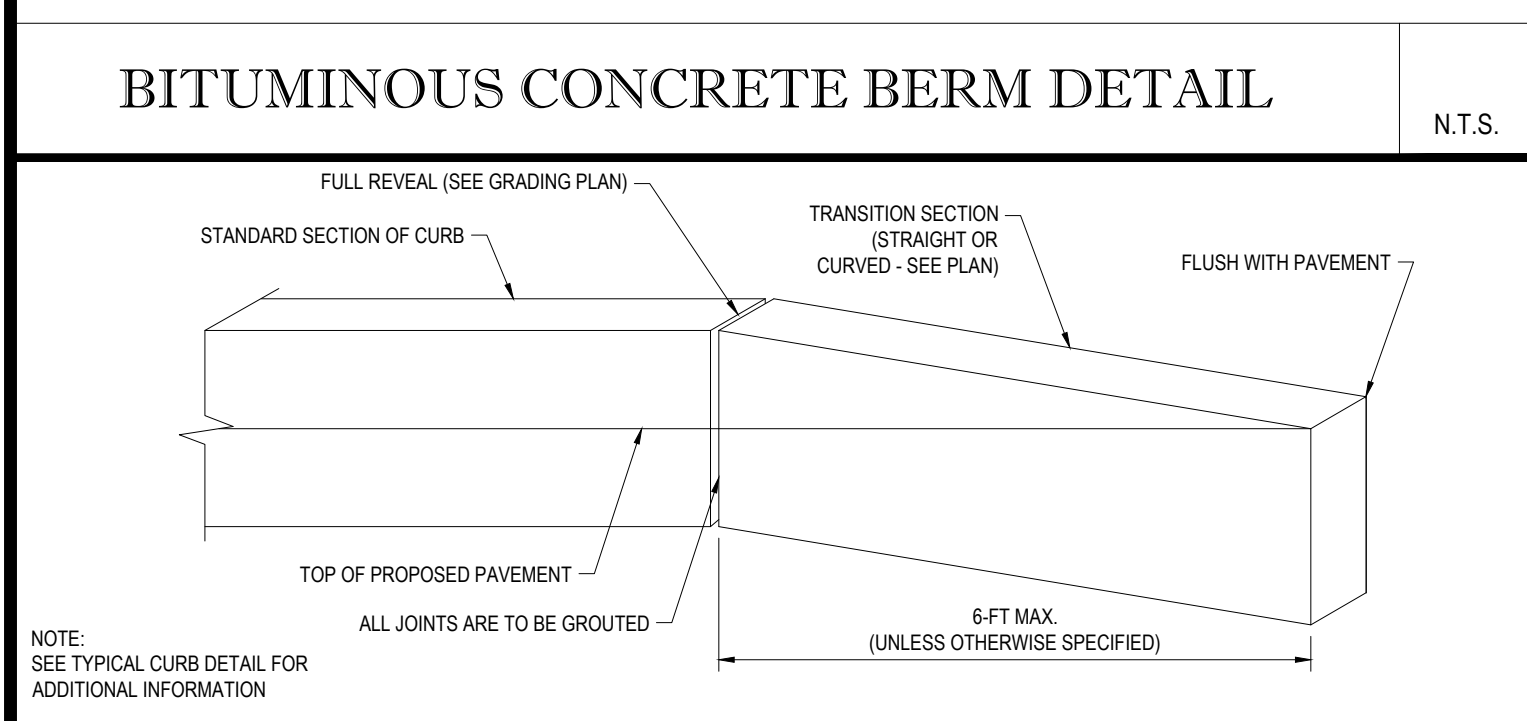 BITUMINOUS CONCRETE BERM DETAIL
N.T.S.
FULL REVEAL (SEE GRADING PLAN)
STANDARD SECTION OF CURB
TRANSITION SECTION
(STRAIGHT OR
CURVED - SEE PLAN)
FLUSH WITH PAVEMENT
TOP OF PROPOSED PAVEMENT
ALL JOINTS ARE TO BE GROUTED
6-FT MAX.
(UNLESS OTHERWISE SPECIFIED)
NOTE:
SEE TYPICAL CURB DETAIL FOR
ADDITIONAL INFORMATION